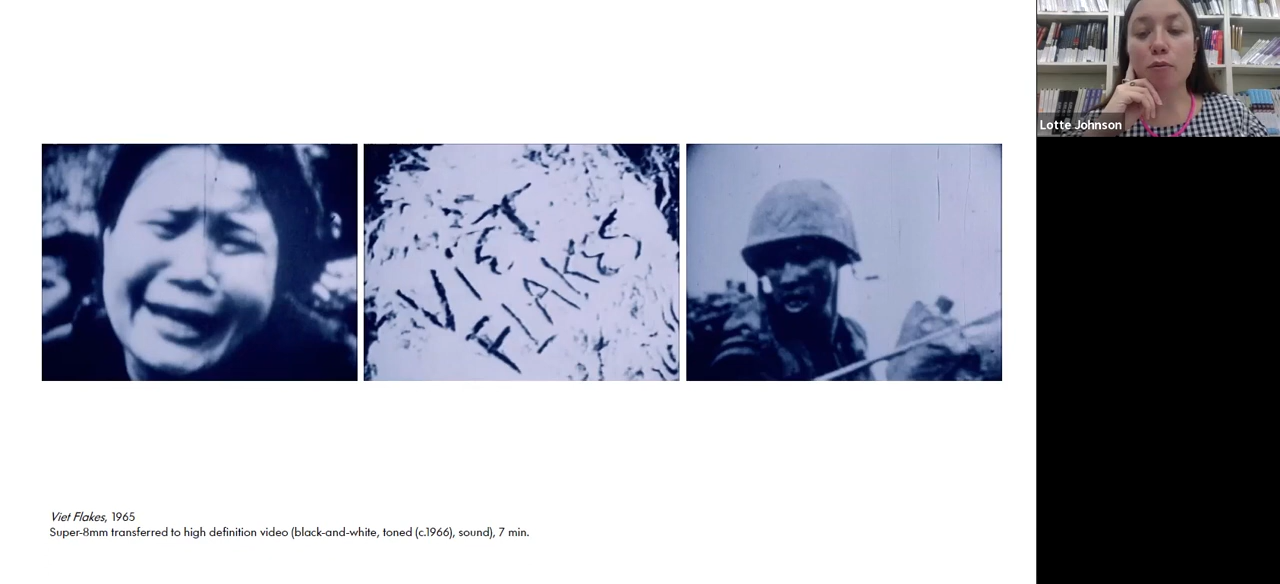 VIET
FLAKES
Viet Flakes, 1965
Super-8mm transferred to high definition video (black-and-white, toned (c.1966), sound), 7 min.
Lotte Johnson